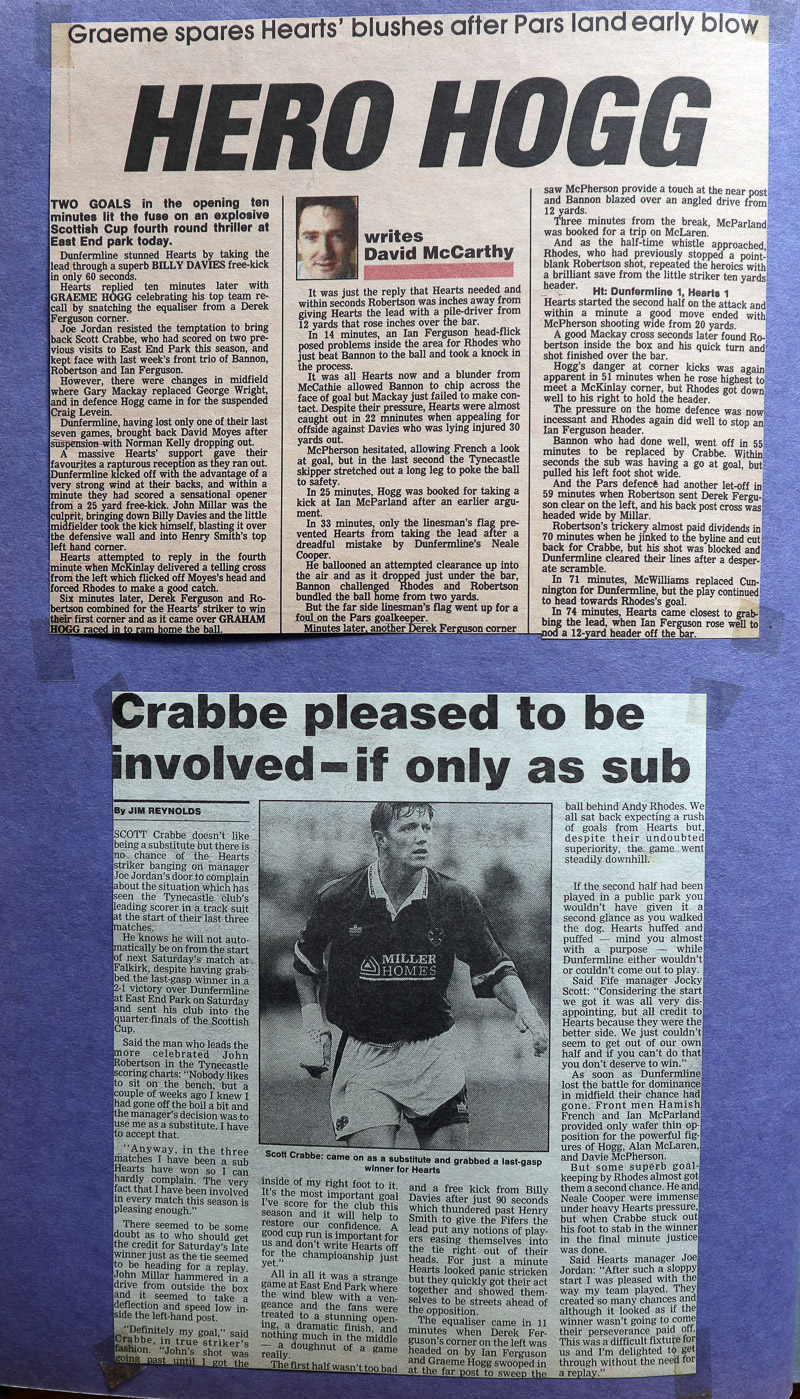 Graeme spares Hearts' blushes after Pars land early blow
HERO HOGG
TWO GOALS in the opening ten
minutes lit the fuse on an explosive
Scottish Cup fourth round thriller at
East End park today.
Dunfermline stunned Hearts by taking the
lead through a superb BILLY DAVIES free-kick
in only 60 seconds.
Hearts replied ten minutes later with
GRAEME HOGG celebrating his top team re-
call by snatching the equaliser from a Derek
Ferguson corner.
Joe Jordan resisted the temptation to bring
back Scott Crabbe, who had scored on two pre-
vious visits to East End Park this season, and
kept face with last week's front trio of Bannon,
Robertson and Ian Ferguson.
However, there were changes in midfield
where Gary Mackay replaced George Wright,
and in defence Hogg came in for the suspended
Craig Levein.
Dunfermline, having lost only one of their last
seven games, brought back David Moyes after
suspension with Norman Kelly dropping out.
A massive Hearts' support gave their
favourites a rapturous reception as they ran out.
Dunfermline kicked off with the advantage of a
very strong wind at their backs, and within a
minute they had scored a sensational opener
from a 25 yard free-kick. John Millar was the
culprit, bringing down Billy Davies and the little
midfielder took the kick himself, blasting it over
the defensive wall and into Henry Smith's top
left hand corner.
Hearts attempted to reply in the fourth
minute when McKinlay delivered a telling cross
from the left which flicked off Moyes's head and
forced Rhodes to make a good catch.
Six minutes later, Derek Ferguson and Ro-
bertson combined for the Hearts' striker to win
their first corner and as it came over GRAHAM
HOGG raced in to ram home the ball.
writes
David McCarthy
It was just the reply that Hearts needed and
within seconds Robertson was inches away from
giving Hearts the lead with a pile-driver from
12 yards that rose inches over the bar.
In 14 minutes, an Ian Ferguson head-flick
posed problems inside the area for Rhodes who
just beat Bannon to the ball and took a knock in
the process.
It was all Hearts now and a blunder from
McCathie allowed Bannon to chip across the
face of goal but Mackay just failed to make con-
tact. Despite their pressure, Hearts were almost
caught out in 22 minutes when appealing for
offside against Davies who was lying injured 30
yards out.
McPherson hesitated, allowing French a look
at goal, but in the last second the Tynecastle
skipper stretched out a long leg to poke the ball
to safety.
In 25 minutes, Hogg was booked for taking a
kick at Ian McParland after an earlier argu-
ment.
In 33 minutes, only the linesman's flag pre-
vented Hearts from taking the lead after a
dreadful mistake by Dunfermline's Neale
Cooper.
He ballooned an attempted clearance up into
the air and as it dropped just under the bar,
Bannon challenged Rhodes and Robertson
bundled the ball home from two yards.
But the far side linesman's flag went up for a
foul on the Pars goalkeeper.
Minutes later, another Derek Ferguson corner
saw McPherson provide a touch at the near post
and Bannon blazed over an angled drive from
12 yards.
Three minutes from the break, McParland
was booked for a trip on McLaren.
And as the half-time whistle approached,
Rhodes, who had previously stopped a point-
blank Robertson shot, repeated the heroics with
a brilliant save from the little striker ten yards
header.
Ht: Dunfermline 1, Hearts 1
Hearts started the second half on the attack and
within a minute a good move ended with
McPherson shooting wide from 20 yards.
A good Mackay cross seconds later found Ro-
bertson inside the box and his quick turn and
shot finished over the bar.
Hogg's danger at corner kicks was again
apparent in 51 minutes when he rose highest to
meet a McKinlay corner, but Rhodes got down
well to his right to hold the header.
The pressure on the home defence was now
incessant and Rhodes again did well to stop an
Ian Ferguson header.
Bannon who had done well, went off in 55
minutes to be replaced by Crabbe. Within
seconds the sub was having a go at goal, but
pulled his left foot shot wide.
And the Pars defence had another let-off in
59 minutes when Robertson sent Derek Fergu-
son clear on the left, and his back post cross was
headed wide by Millar.
Robertson's trickery almost paid dividends in
70 minutes when he jinked to the byline and cut
back for Crabbe, but his shot was blocked and
Dunfermline cleared their lines after a desper-
ate scramble.
In 71 minutes, McWilliams replaced Cun-
nington for Dunfermline, but the play continued
to head towards Rhodes's goal.
In 74 minutes, Hearts came closest to grab-
bing the lead, when Ian Ferguson rose well to
nod a 12-yard header off the bar.
Crabbe pleased to be
involved–if only as sub
By JIM REYNOLDS
SCOTT Crabbe doesn't like
being a substitute but there is
no chance of the Hearts
striker banging on manager
Joe Jordan's door to complain
about the situation which has
seen the Tynecastle club's
leading scorer in a track suit
at the start of their last three
matches.
He knows he will not auto-
matically be on from the start
of next Saturday's match at
Falkirk, despite having grab-
bed the last-gasp winner in a
2-1 victory over Dunfermline
at East End Park on Saturday
and sent his club into the
quarter-finals of the Scottish
Cup.
Said the man who leads the
more celebrated John
Robertson in the Tynecastle
scoring charts: "Nobody likes
to sit on the bench, but a
couple of weeks ago I knew I
had gone off the boil a bit and
the manager's decision was to
use me as a substitute. I have
to accept that.
"Anyway, in the three
matches I have been a sub
Hearts have won so I can
hardly complain. The very
fact that I have been involved
in every match this season is
pleasing enough."
There seemed to be some
doubt as to who should get
the credit for Saturday's late
winner just as the tie seemed
to be heading for a replay.
John Millar hammered in a
drive from outside the box
and it seemed to take a
deflection and speed low in-
side the left-hand post.
"Definitely my goal," said
Crabbe, in true striker's
fashion. "John's shot was
going past until I got the
MILLER
HOMES
Scott Crabbe: came on as a substitute and grabbed a last-gasp
winner for Hearts
inside of my right foot to it.
It's the most important goal
I've score for the club this
season and it will help to
restore our confidence. A
good cup run is important for
us and don't write Hearts off
for the champioanship just
yet."
All in all it was a strange
game at East End Park where
the wind blew with a ven-
geance and the fans were
treated to a stunning open-
ing, a dramatic finish, and
nothing much in the middle
— a doughnut of a game
really.
The first half wasn't too bad
and a free kick from Billy
Davies after just 90 seconds
which thundered past Henry
Smith to give the Fifers the
lead put any notions of play-
ers easing themselves into
the tie right out of their
heads. For just a minute
Hearts looked panic stricken
but they quickly got their act
together and showed them-
selves to be streets ahead of
the opposition.
The equaliser came in 11
minutes when Derek Fer-
guson's corner on the left was
headed on by Ian Ferguson
and Graeme Hogg swooped in
at the far post to sweep the
ball behind Andy Rhodes. We
all sat back expecting a rush
of goals from Hearts but,
despite their undoubted
superiority, the game went
steadily downhill.
If the second half had been
played in a public park you
wouldn't have given it a
second glance as you walked
the dog. Hearts huffed and
puffed — mind you almost
with a purpose — while
Dunfermline either wouldn't
or couldn't come out to play.
Said Fife manager Jocky
Scott: "Considering the start
we got it was all very dis-
appointing, but all credit to
Hearts because they were the
better side. We just couldn't
seem to get out of our own
half and if you can't do that
you don't deserve to win."
As soon as Dunfermline
lost the battle for dominance
in midfield their chance had
gone. Front men Hamish
French and Ian McParland
provided only wafer thin op-
position for the powerful fig-
ures of Hogg, Alan McLaren,
and Davie McPherson.
But some superb goal-
keeping by Rhodes almost got
them a second chance. He and
Neale Cooper were immense
under heavy Hearts pressure,
but when Crabbe stuck out
his foot to stab in the winner
in the final minute justice
was done.
Said Hearts manager Joe
Jordan: "After such a sloppy
start I was pleased with the
way my team played. They
created so many chances and
although it looked as if the
winner wasn't going to come
their perseverance paid off.
This was a difficult fixture for
us and I'm delighted to get
through without the need for
a replay."